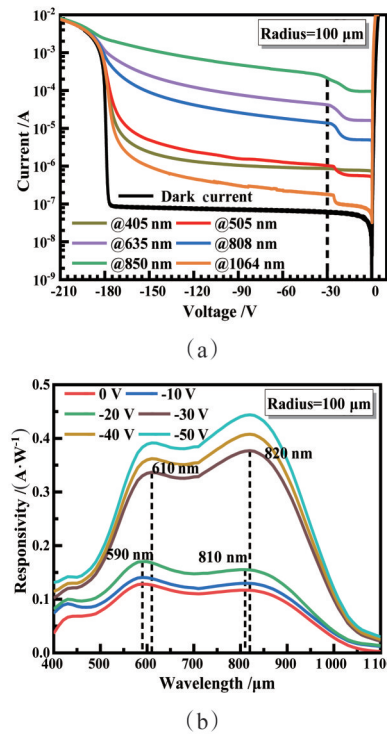 (a)
10⁻²
Radius=100 μm
10⁻³
10⁻⁴
10⁻⁵
10⁻⁶
10⁻⁷
10⁻⁸
10⁻⁹
Current /A
Dark current
@405 nm @505 nm
@635 nm @808 nm
@850 nm @1064 nm
-210 -180 -150 -120 -90 -60 -30 0
Voltage /V
(a)
0.5
0 V -10 V
-20 V -30 V
-40 V -50 V
Radius=100 μm
0.4
0.3
0.2
0.1
0.0
Responsivity /(A·W⁻¹)
610 nm
820 nm
590 nm
810 nm
400 500 600 700 800 900 1 000 1100
Wavelength /μm
(b)
(b)